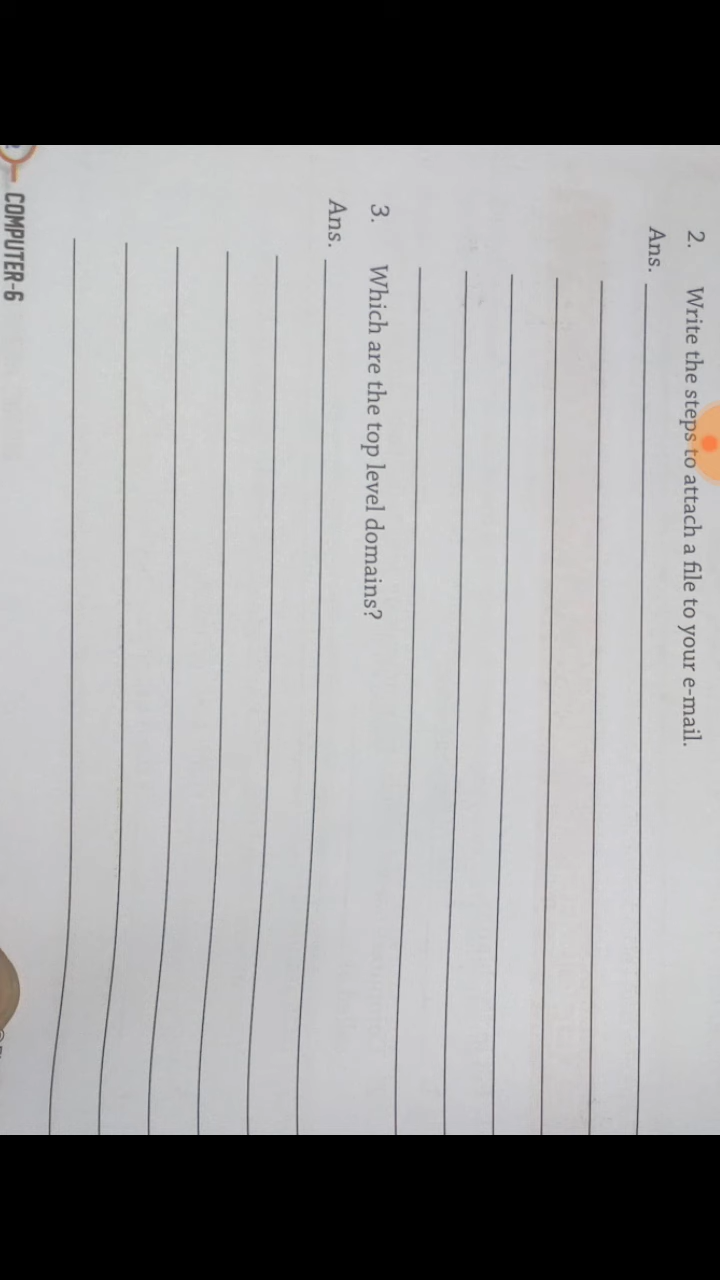 2. Write the steps to attach a file to your e-mail.
Ans.
3. Which are the top level domains?
Ans.
COMPUTER-6